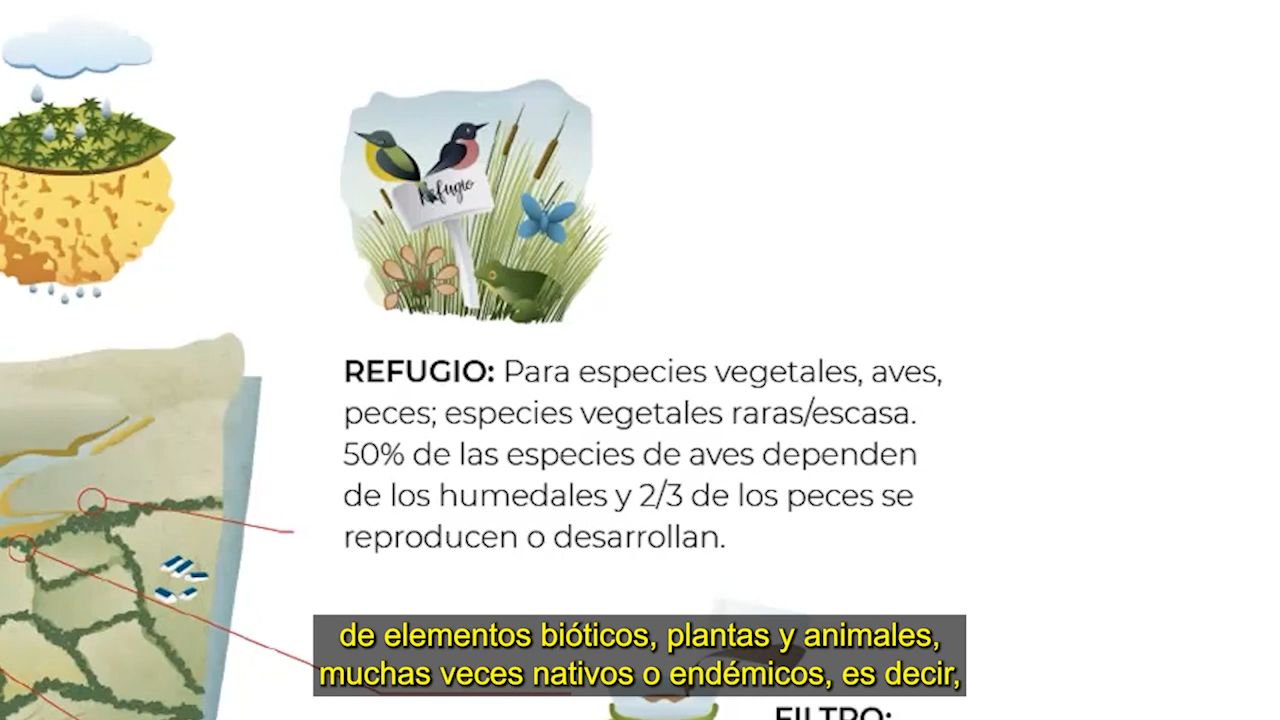 Refugio
REFUGIO: Para especies vegetales, aves,
peces; especies vegetales raras/escasa.
50% de las especies de aves dependen
de los humedales y 2/3 de los peces se
reproducen o desarrollan.
de elementos bióticos, plantas y animales,
muchas veces nativos o endémicos, es decir,
FILTRO: